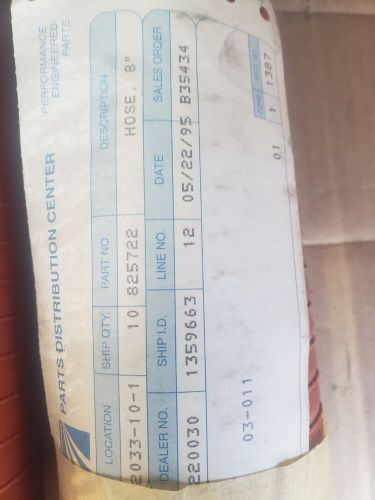 PARTS DISTRIBUTION CENTER
PERFORMANCE
ENGINEERED
PARTS
LOCATION SHIP QTY. PART NO. DESCRIPTION
2033-10-1 10 825722 HOSE, 8"
DEALER NO. SHIP I.D. LINE NO. DATE SALES ORDER
220030 1359663 12 05/22/95 B35434
03-011
01
ZONE
1 1387